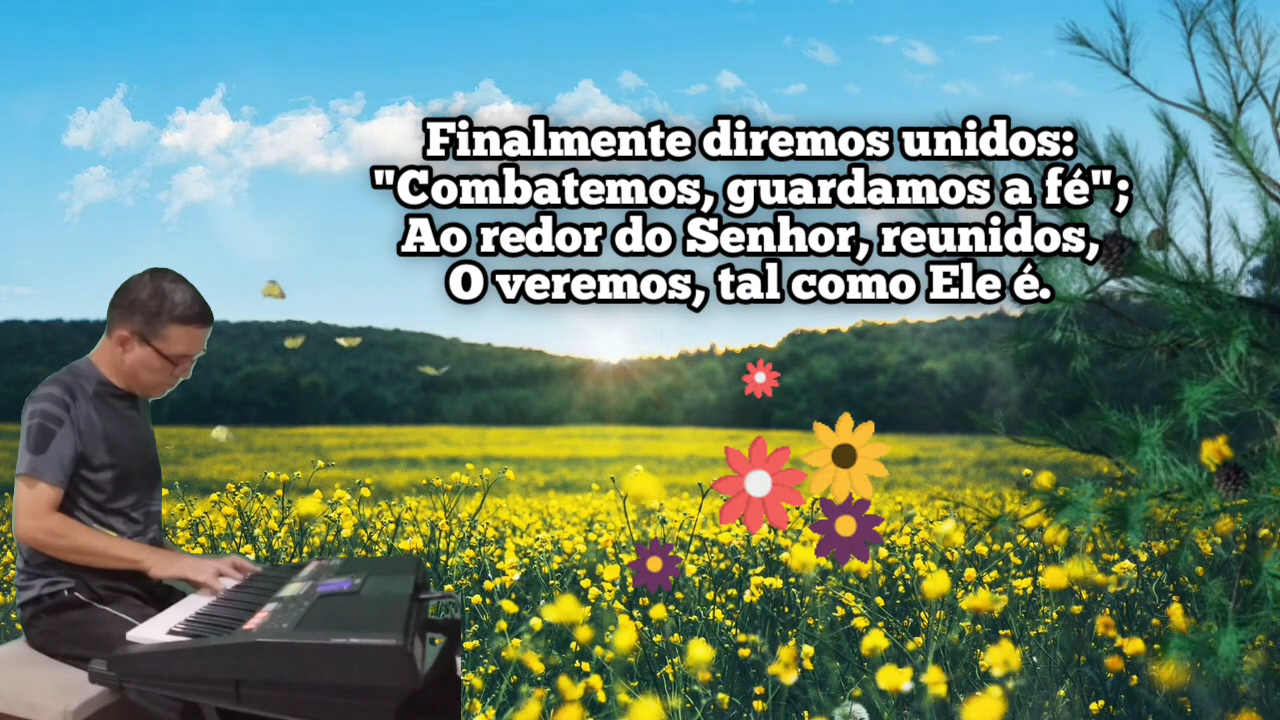 Finalmente diremos unidos:
"Combatemos, guardamos a fé";
Ao redor do Senhor, reunidos,
O veremos, tal como Ele é.